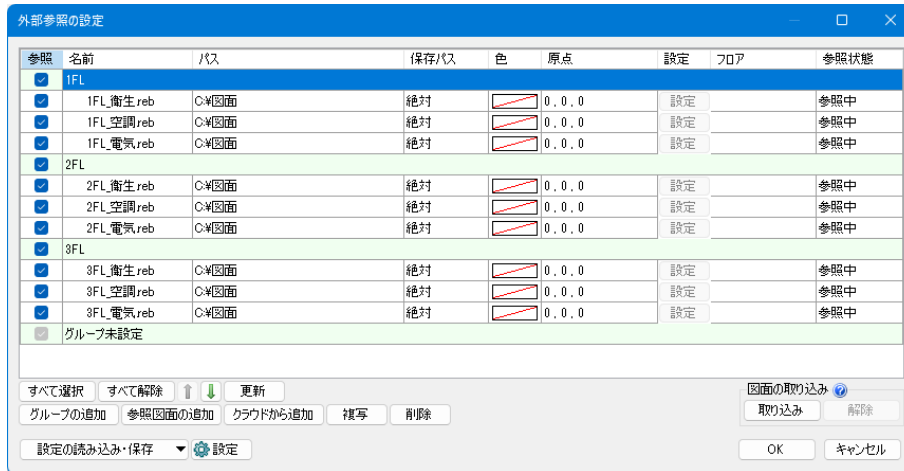 外部参照の設定
参照 名前 パス 保存パス 色 原点 設定 フロア 参照状態
1FL
1FL_衛生.reb C:¥図面 絶対 0, 0, 0 設定 参照中
1FL_空調.reb C:¥図面 絶対 0, 0, 0 設定 参照中
1FL_電気.reb C:¥図面 絶対 0, 0, 0 設定 参照中
2FL
2FL_衛生.reb C:¥図面 絶対 0, 0, 0 設定 参照中
2FL_空調.reb C:¥図面 絶対 0, 0, 0 設定 参照中
2FL_電気.reb C:¥図面 絶対 0, 0, 0 設定 参照中
3FL
3FL_衛生.reb C:¥図面 絶対 0, 0, 0 設定 参照中
3FL_空調.reb C:¥図面 絶対 0, 0, 0 設定 参照中
3FL_電気.reb C:¥図面 絶対 0, 0, 0 設定 参照中
グループ未設定
すべて選択 すべて解除 更新 図面の取り込み
グループの追加 参照図面の追加 クラウドから追加 複写 削除 取り込み 解除
設定の読み込み・保存 設定 OK キャンセル